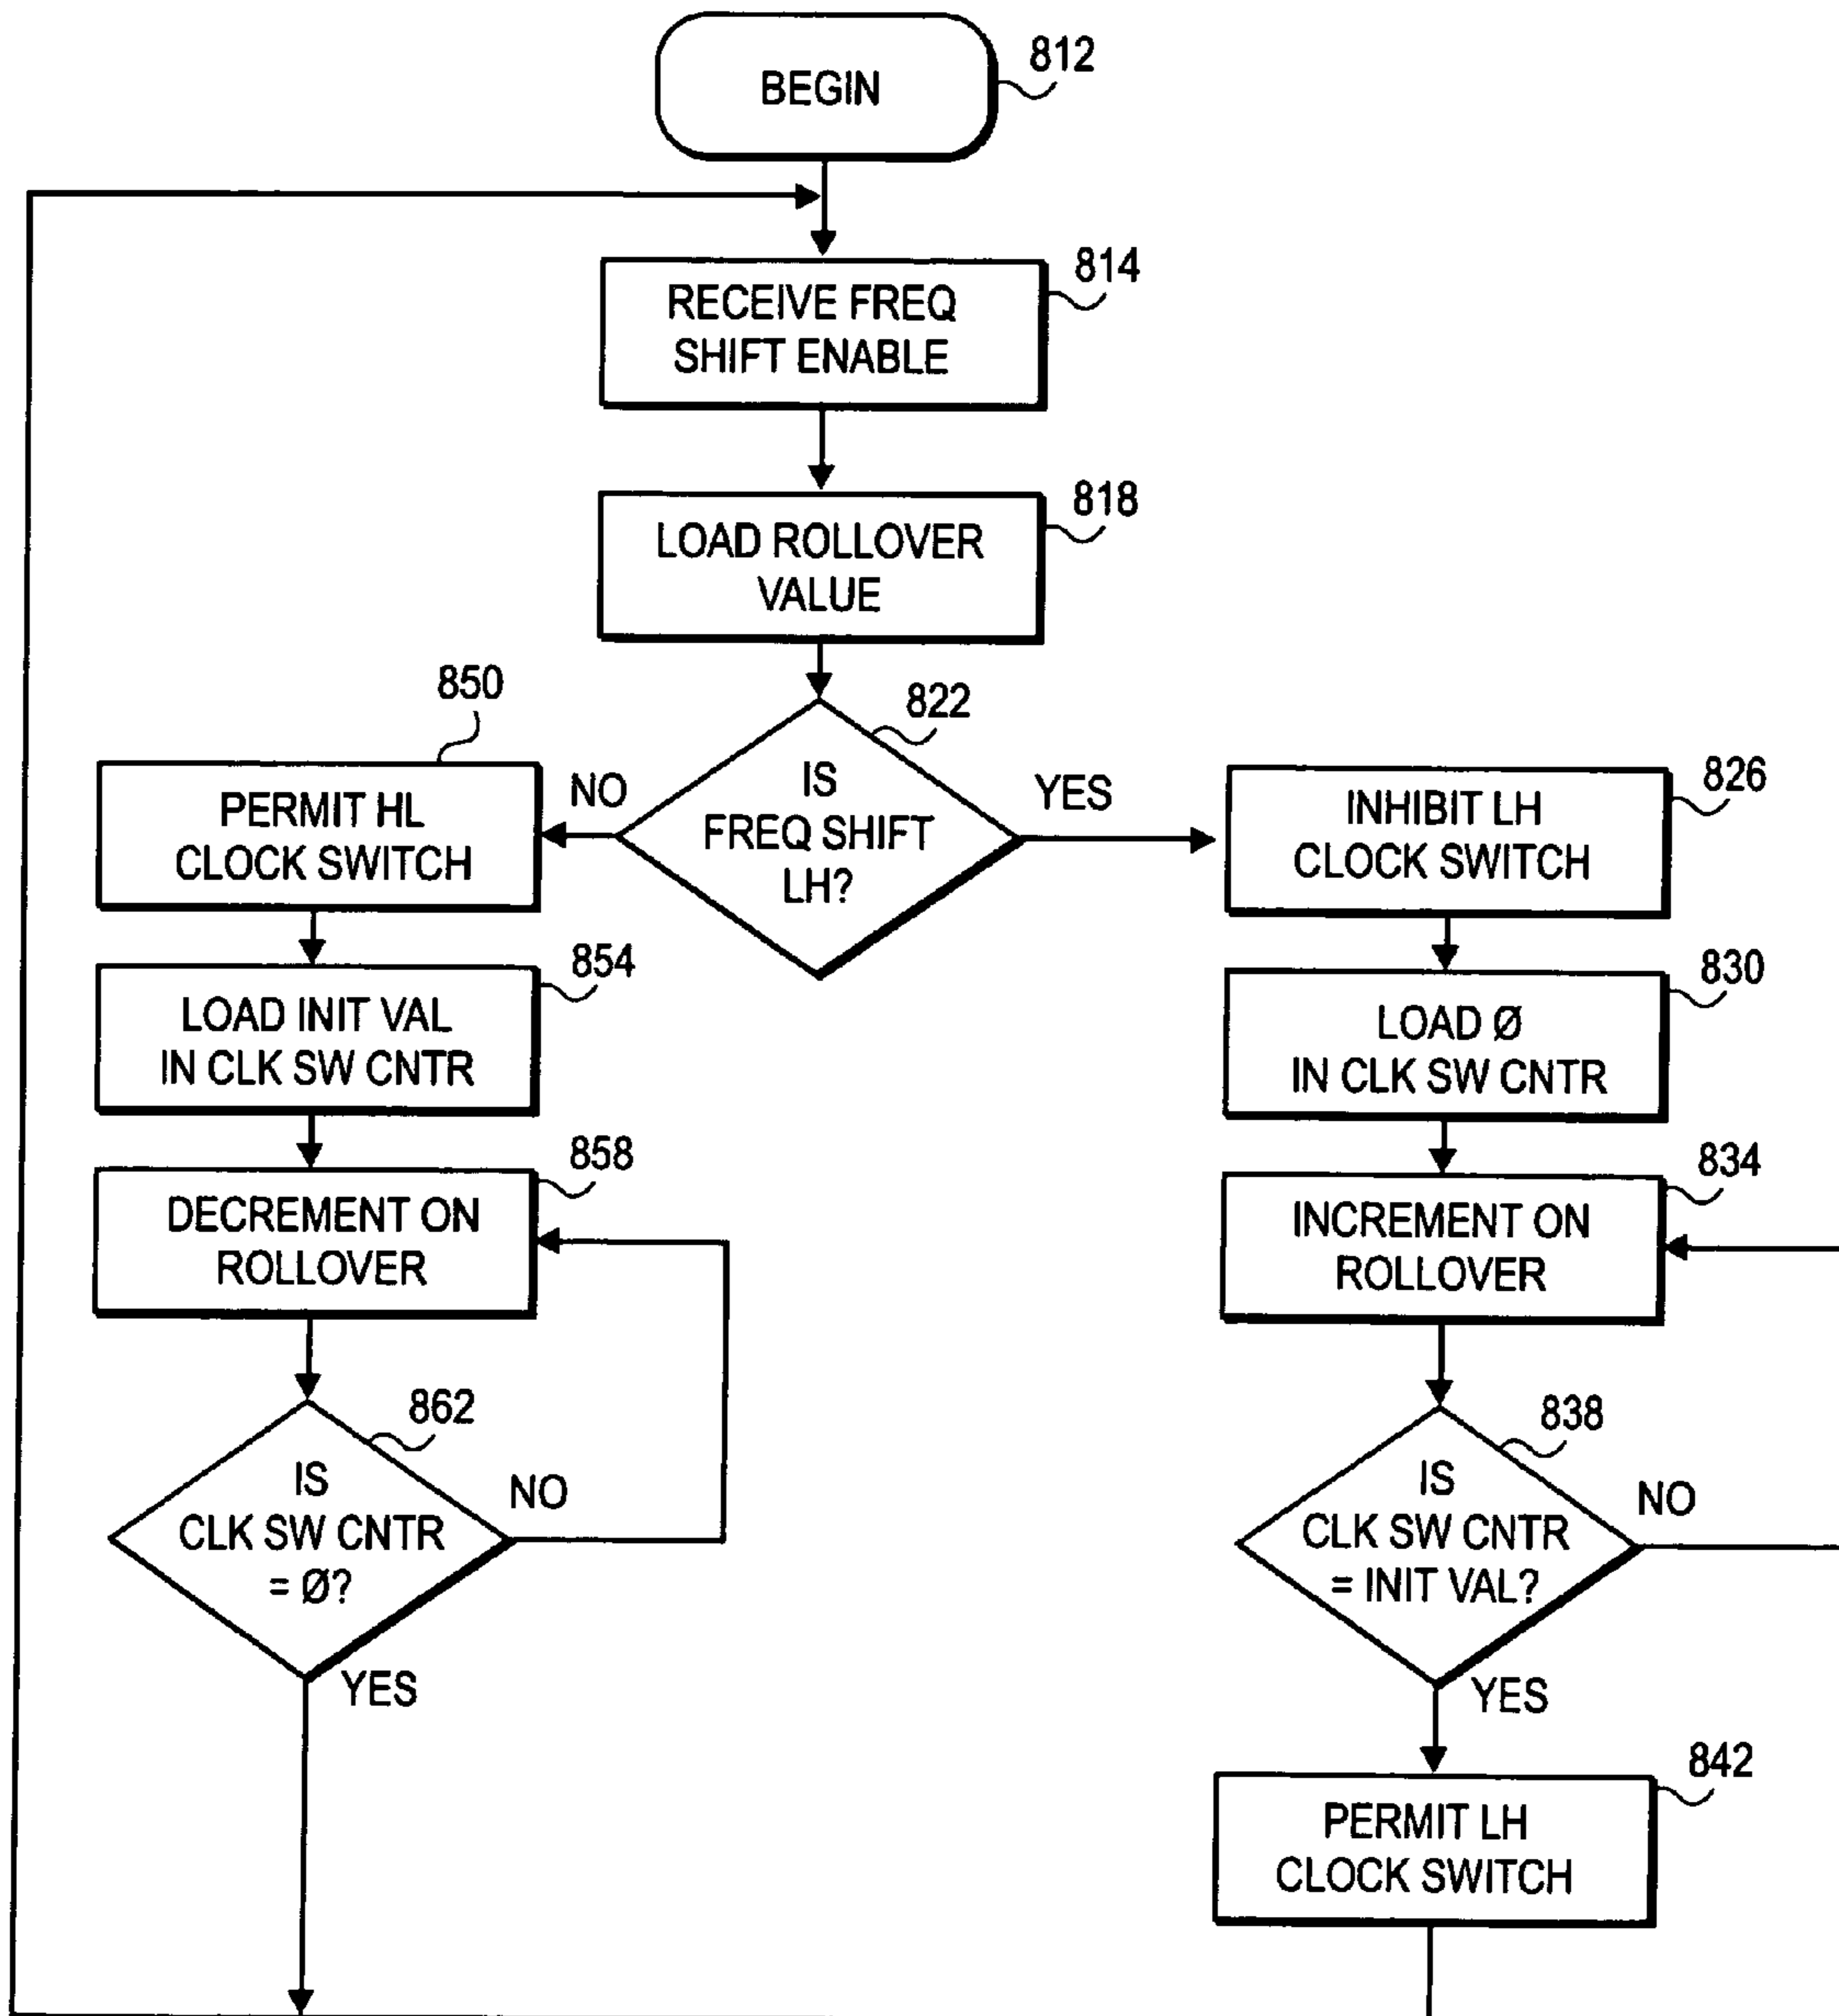 BEGIN
812
RECEIVE FREQ
SHIFT ENABLE
814
LOAD ROLLOVER
VALUE
818
IS
FREQ SHIFT
LH?
822
NO
YES
PERMIT HL
CLOCK SWITCH
850
LOAD INIT VAL
IN CLK SW CNTR
854
DECREMENT ON
ROLLOVER
858
IS
CLK SW CNTR
= Ø?
862
NO
YES
INHIBIT LH
CLOCK SWITCH
826
LOAD Ø
IN CLK SW CNTR
830
INCREMENT ON
ROLLOVER
834
IS
CLK SW CNTR
= INIT VAL?
838
NO
YES
PERMIT LH
CLOCK SWITCH
842